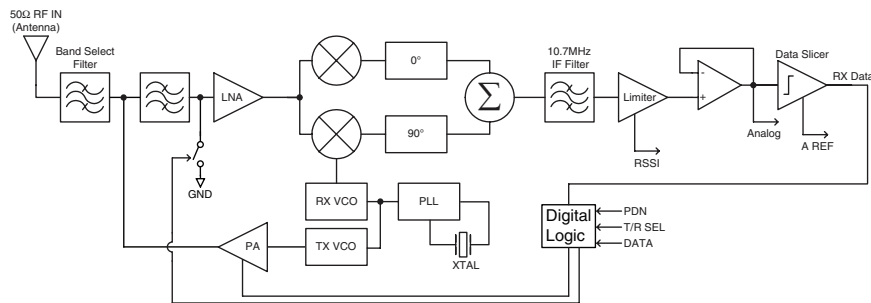 50Ω RF IN
(Antenna)
Band Select
Filter
LNA
0°
90°
Σ
10.7MHz
IF Filter
Limiter
RSSI
-
+
Analog
Data Slicer
RX Data
A REF
GND
RX VCO
PLL
TX VCO
PA
XTAL
Digital
Logic
PDN
T/R SEL
DATA